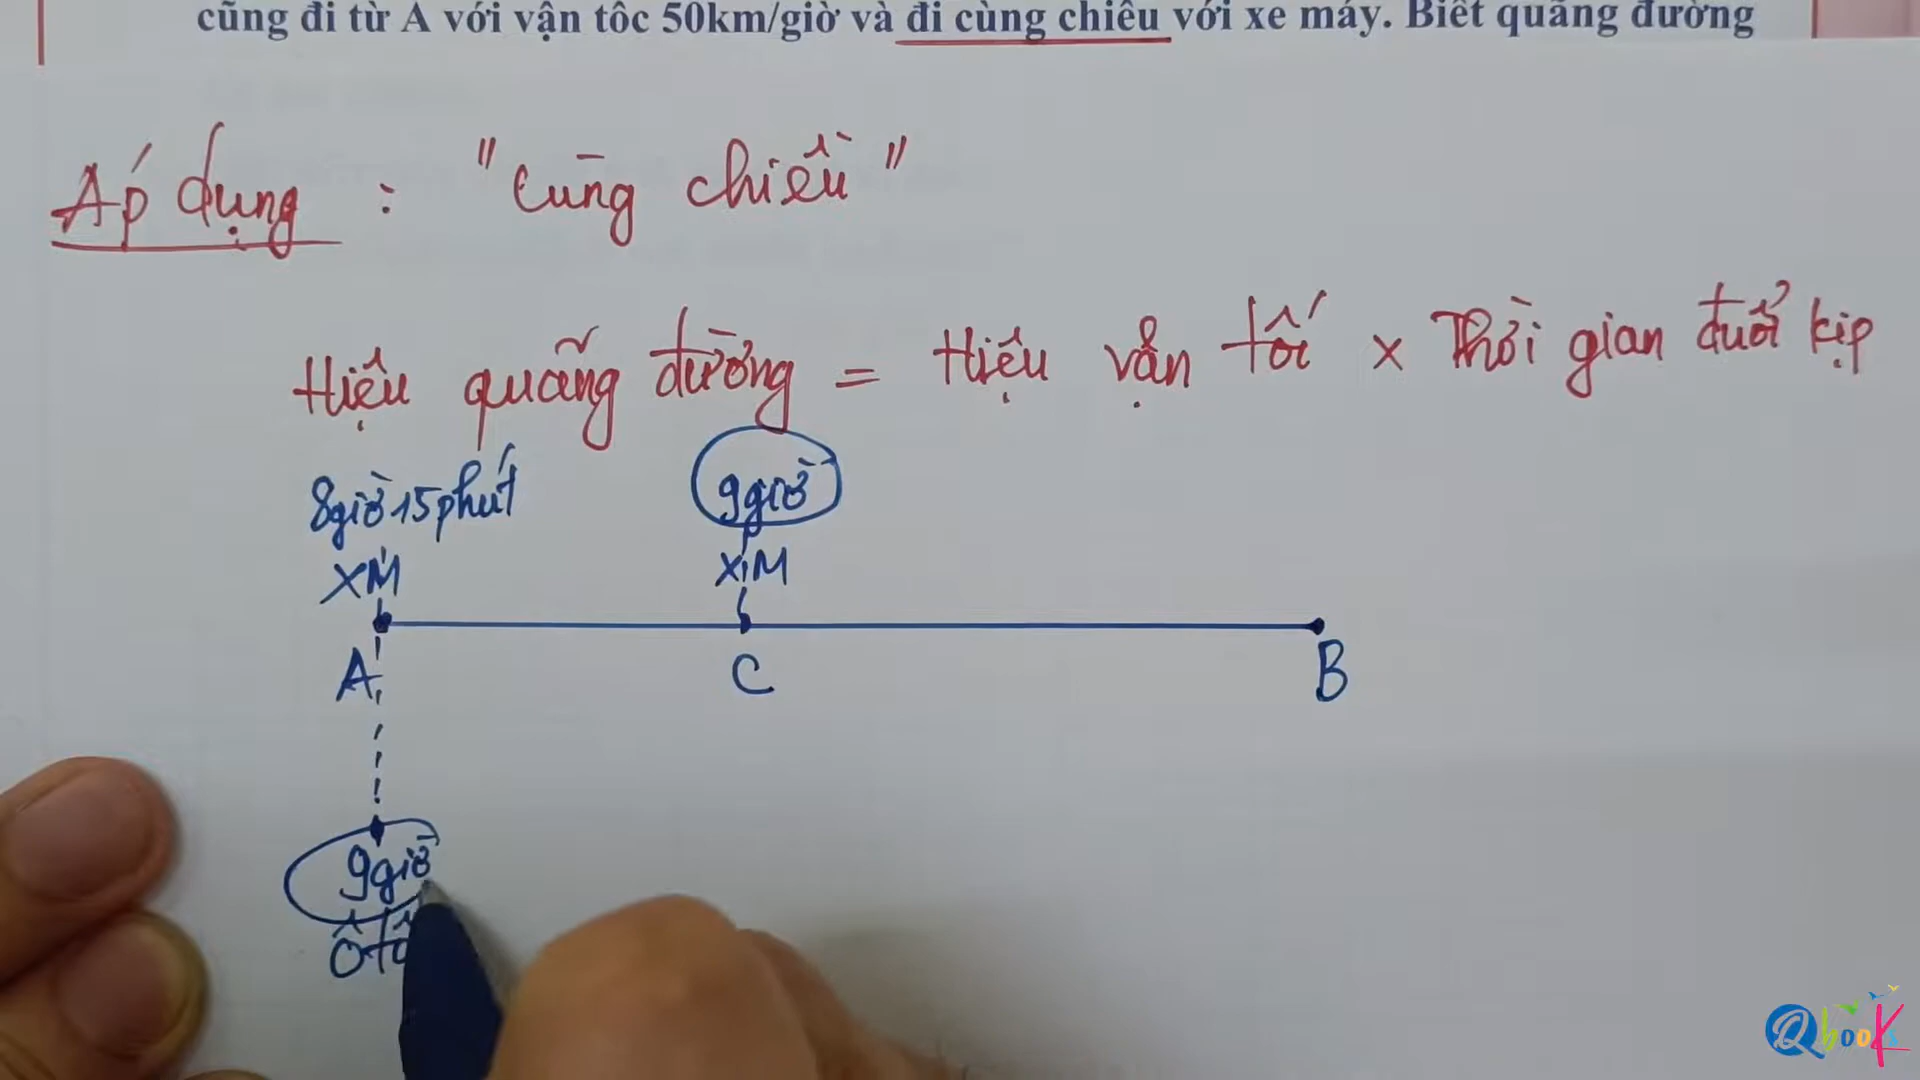 cũng đi từ A với vận tốc 50km/giờ và đi cùng chiều với xe máy. Biết quãng đường
Áp dụng : "Cùng chiều"
Hiệu quãng đường = Hiệu vận tốc × Thời gian đuổi kịp
8giờ 15phút 9giờ
XM XM
A C B
9giờ
Ô tô
Qbook